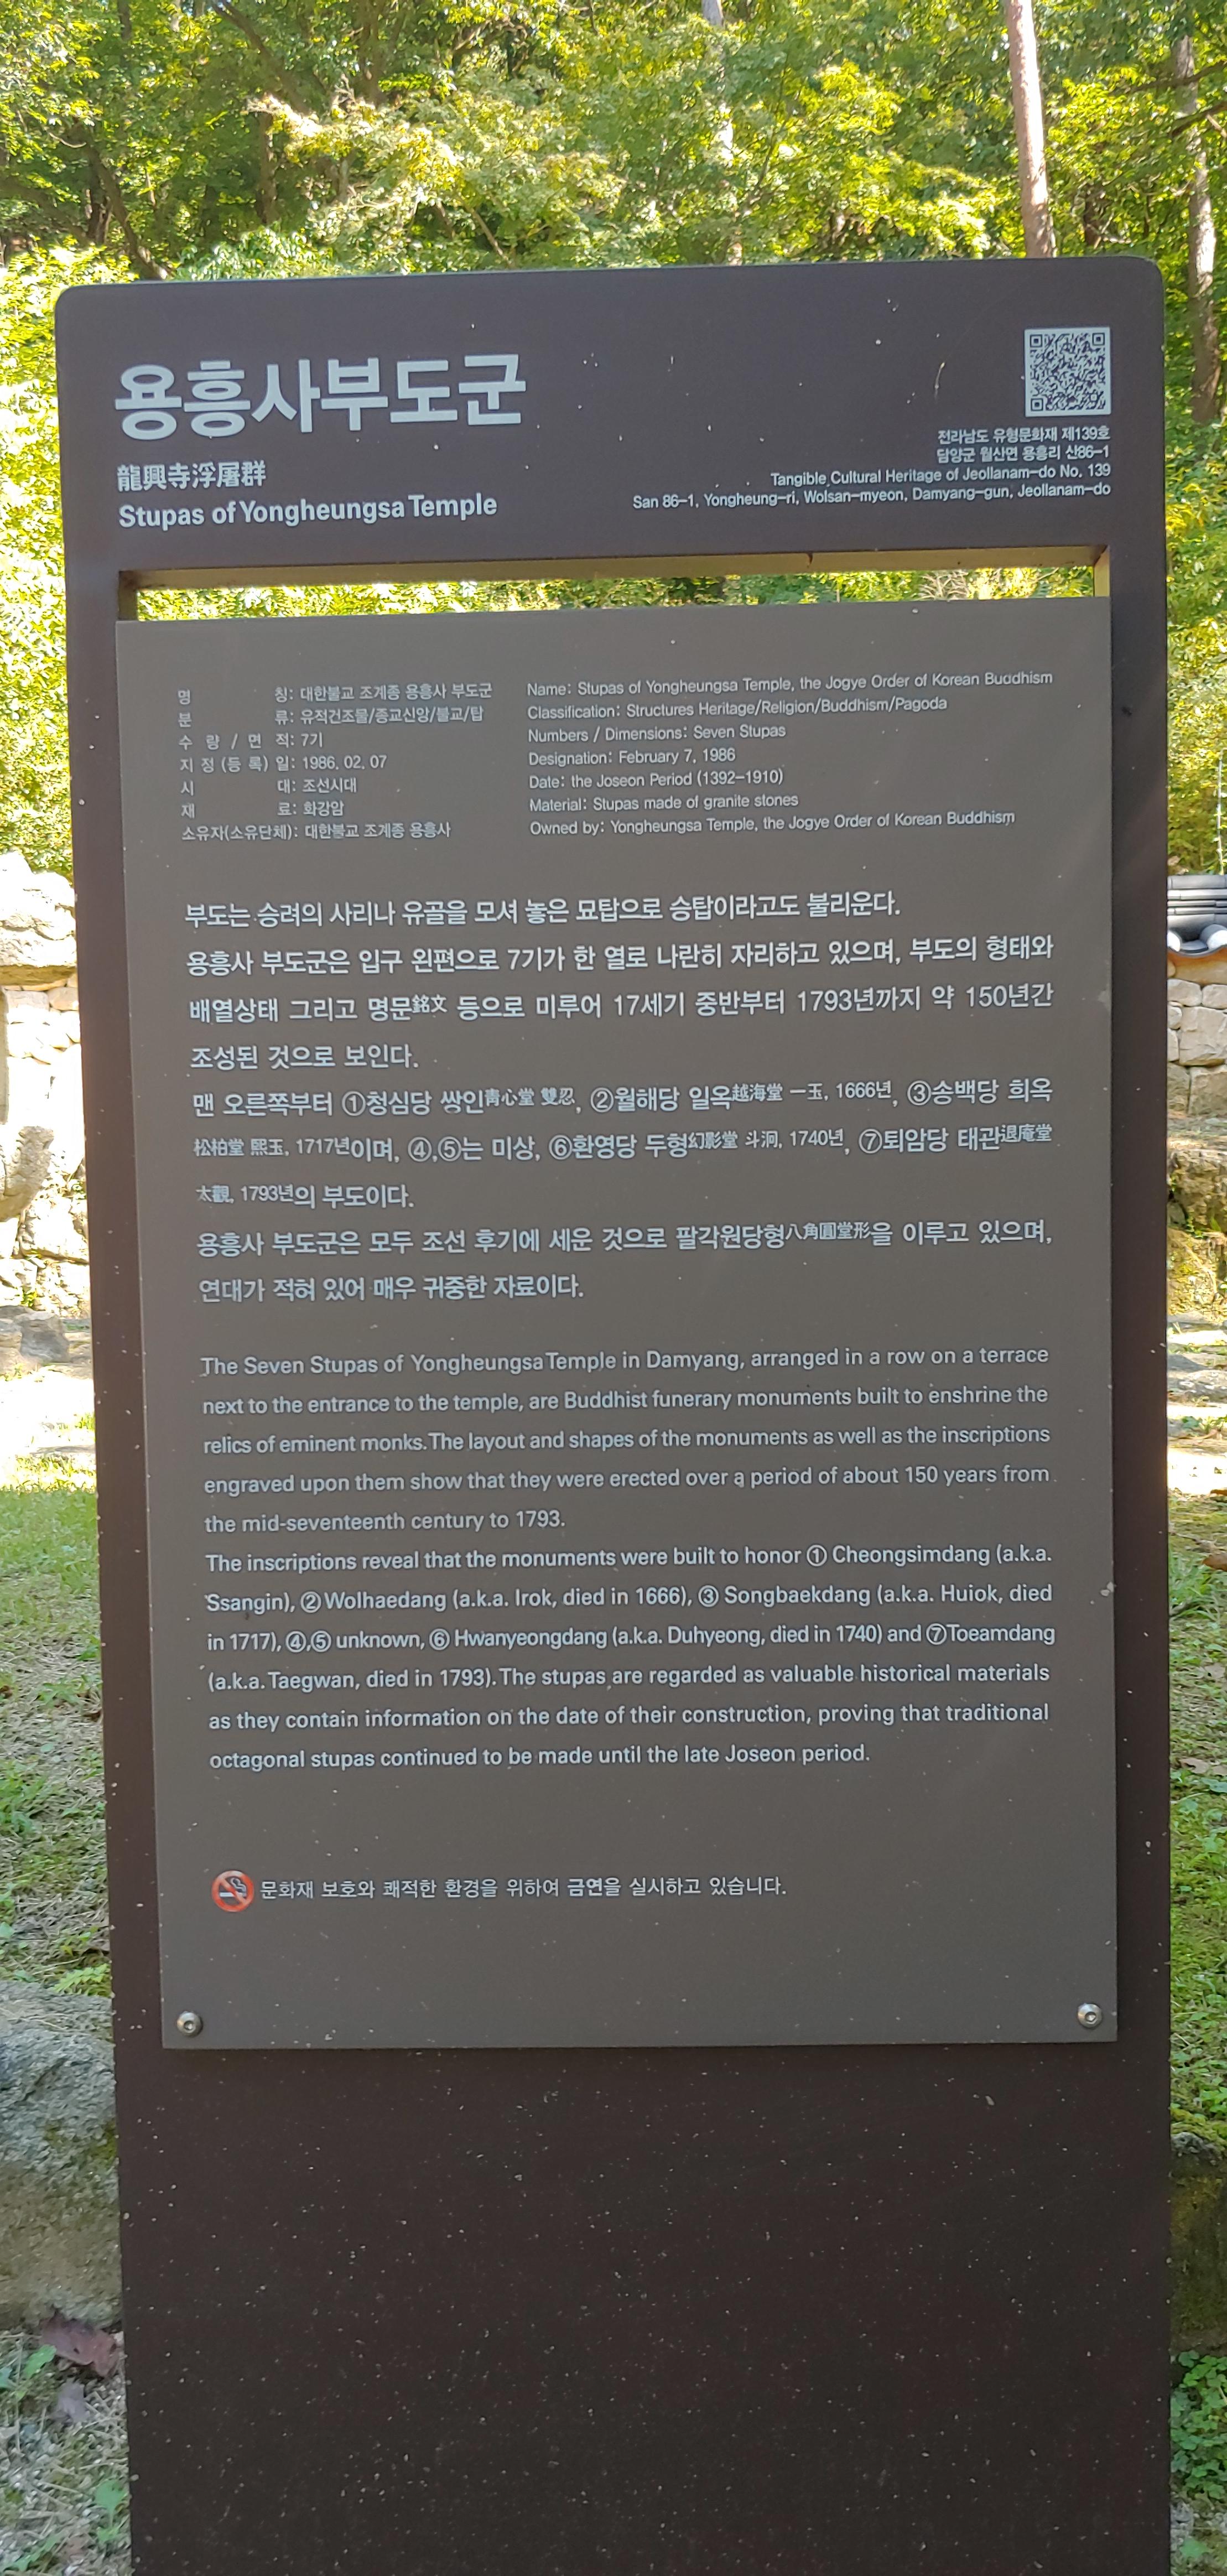 용흥사부도군
龍興寺浮屠群
Stupas of Yongheungsa Temple
전라남도 유형문화재 제139호
담양군 월산면 용흥리 산86-1
Tangible Cultural Heritage of Jeollanam-do No. 139
San 86-1, Yongheung-ri, Wolsan-myeon, Damyang-gun, Jeollanam-do
명 칭: 대한불교 조계종 용흥사 부도군
분 류: 유적건조물/종교신앙/불교/탑
수 량 / 면 적: 7기
지 정 (등 록) 일: 1986. 02. 07
시 대: 조선시대
재 료: 화강암
소유자(소유단체): 대한불교 조계종 용흥사
Name: Stupas of Yongheungsa Temple, the Jogye Order of Korean Buddhism
Classification: Structures Heritage/Religion/Buddhism/Pagoda
Numbers / Dimensions: Seven Stupas
Designation: February 7, 1986
Date: the Joseon Period (1392-1910)
Material: Stupas made of granite stones
Owned by: Yongheungsa Temple, the Jogye Order of Korean Buddhism
부도는 승려의 사리나 유골을 모셔 놓은 묘탑으로 승탑이라고도 불리운다.
용흥사 부도군은 입구 왼편으로 7기가 한 열로 나란히 자리하고 있으며, 부도의 형태와
배열상태 그리고 명문銘文 등으로 미루어 17세기 중반부터 1793년까지 약 150년간
조성된 것으로 보인다.
맨 오른쪽부터 ①청심당 쌍인靑心堂 雙忍, ②월해당 일옥越海堂 一玉, 1666년, ③송백당 희옥
松柏堂 熙玉, 1717년이며, ④,⑤는 미상, ⑥환영당 두형幻影堂 斗泂, 1740년, ⑦퇴암당 태관退庵堂
太觀, 1793년의 부도이다.
용흥사 부도군은 모두 조선 후기에 세운 것으로 팔각원당형八角圓堂形을 이루고 있으며,
연대가 적혀 있어 매우 귀중한 자료이다.
The Seven Stupas of Yongheungsa Temple in Damyang, arranged in a row on a terrace
next to the entrance to the temple, are Buddhist funerary monuments built to enshrine the
relics of eminent monks. The layout and shapes of the monuments as well as the inscriptions
engraved upon them show that they were erected over a period of about 150 years from
the mid-seventeenth century to 1793.
The inscriptions reveal that the monuments were built to honor ① Cheongsimdang (a.k.a.
Ssangin), ② Wolhaedang (a.k.a. Irok, died in 1666), ③ Songbaekdang (a.k.a. Huiok, died
in 1717), ④,⑤ unknown, ⑥ Hwanyeongdang (a.k.a. Duhyeong, died in 1740) and ⑦ Toeamdang
(a.k.a. Taegwan, died in 1793). The stupas are regarded as valuable historical materials
as they contain information on the date of their construction, proving that traditional
octagonal stupas continued to be made until the late Joseon period.
문화재 보호와 쾌적한 환경을 위하여 금연을 실시하고 있습니다.